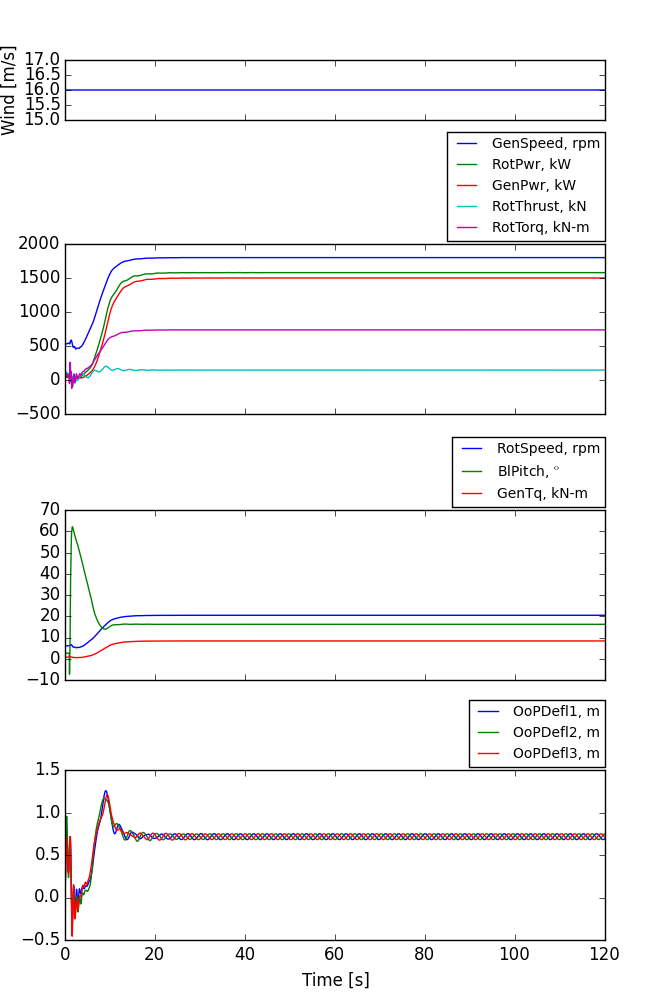 Wind [m/s]
17.0
16.5
16.0
15.5
15.0
GenSpeed, rpm
RotPwr, kW
GenPwr, kW
RotThrust, kN
RotTorq, kN-m
2000
1500
1000
500
0
−500
RotSpeed, rpm
BlPitch, °
GenTq, kN-m
70
60
50
40
30
20
10
0
−10
OoPDefl1, m
OoPDefl2, m
OoPDefl3, m
1.5
1.0
0.5
0.0
−0.5
0 20 40 60 80 100 120
Time [s]